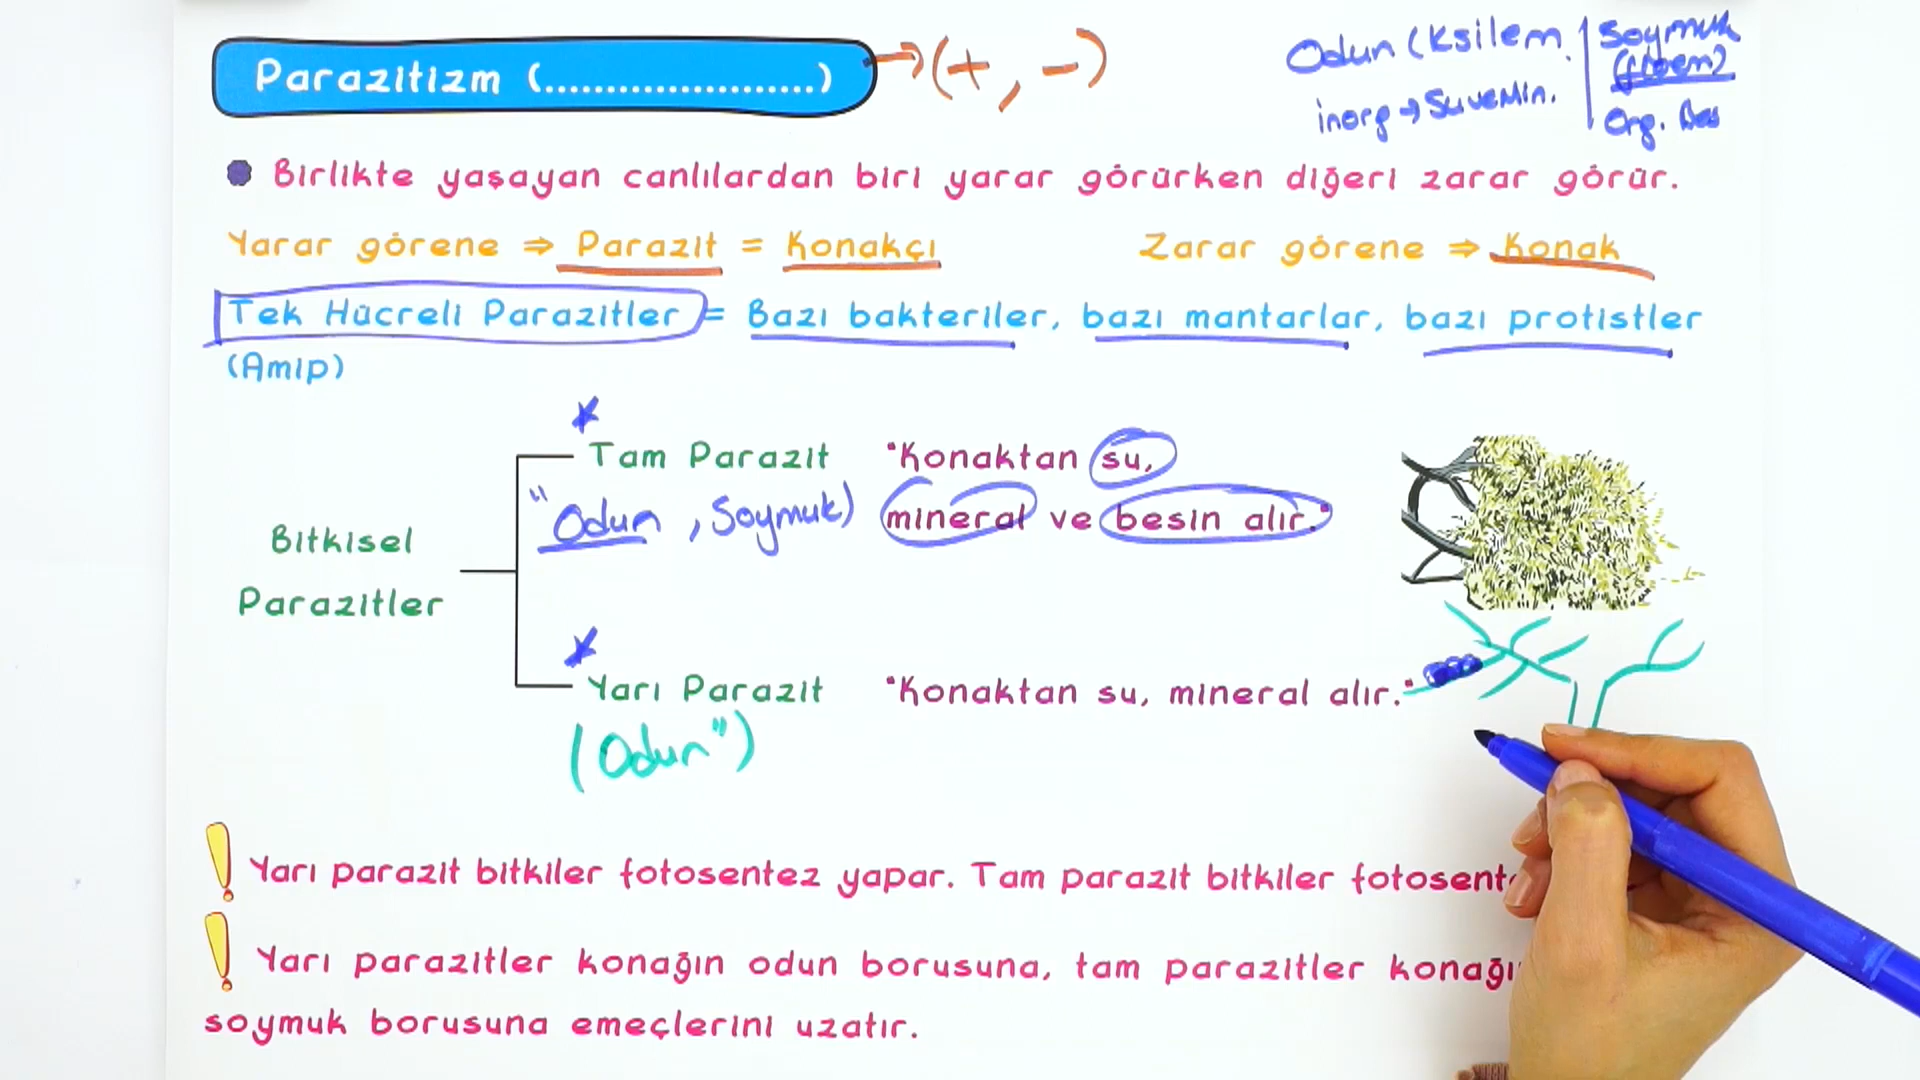 Parazitizm (......................) → (+, -)
Odun (Ksilem.
inorg → Su ve Min.
Soymuk
(floem)
Org. Bes
Birlikte yaşayan canlılardan biri yarar görürken diğeri zarar görür.
Yarar görene ⇒ Parazit = Konakçı
Zarar görene ⇒ Konak
Tek Hücreli Parazitler = Bazı bakteriler, bazı mantarlar, bazı protistler
(Amip)
Bitkisel
Parazitler
Tam Parazit
"Odun, Soymuk)
"Konaktan su,
mineral ve besin alır."
Yarı Parazit
(Odun")
"Konaktan su, mineral alır."
! Yarı parazit bitkiler fotosentez yapar. Tam parazit bitkiler
! Yarı parazitler konağın odun borusuna, tam parazitler
soymuk borusuna emeçlerini uzatır.